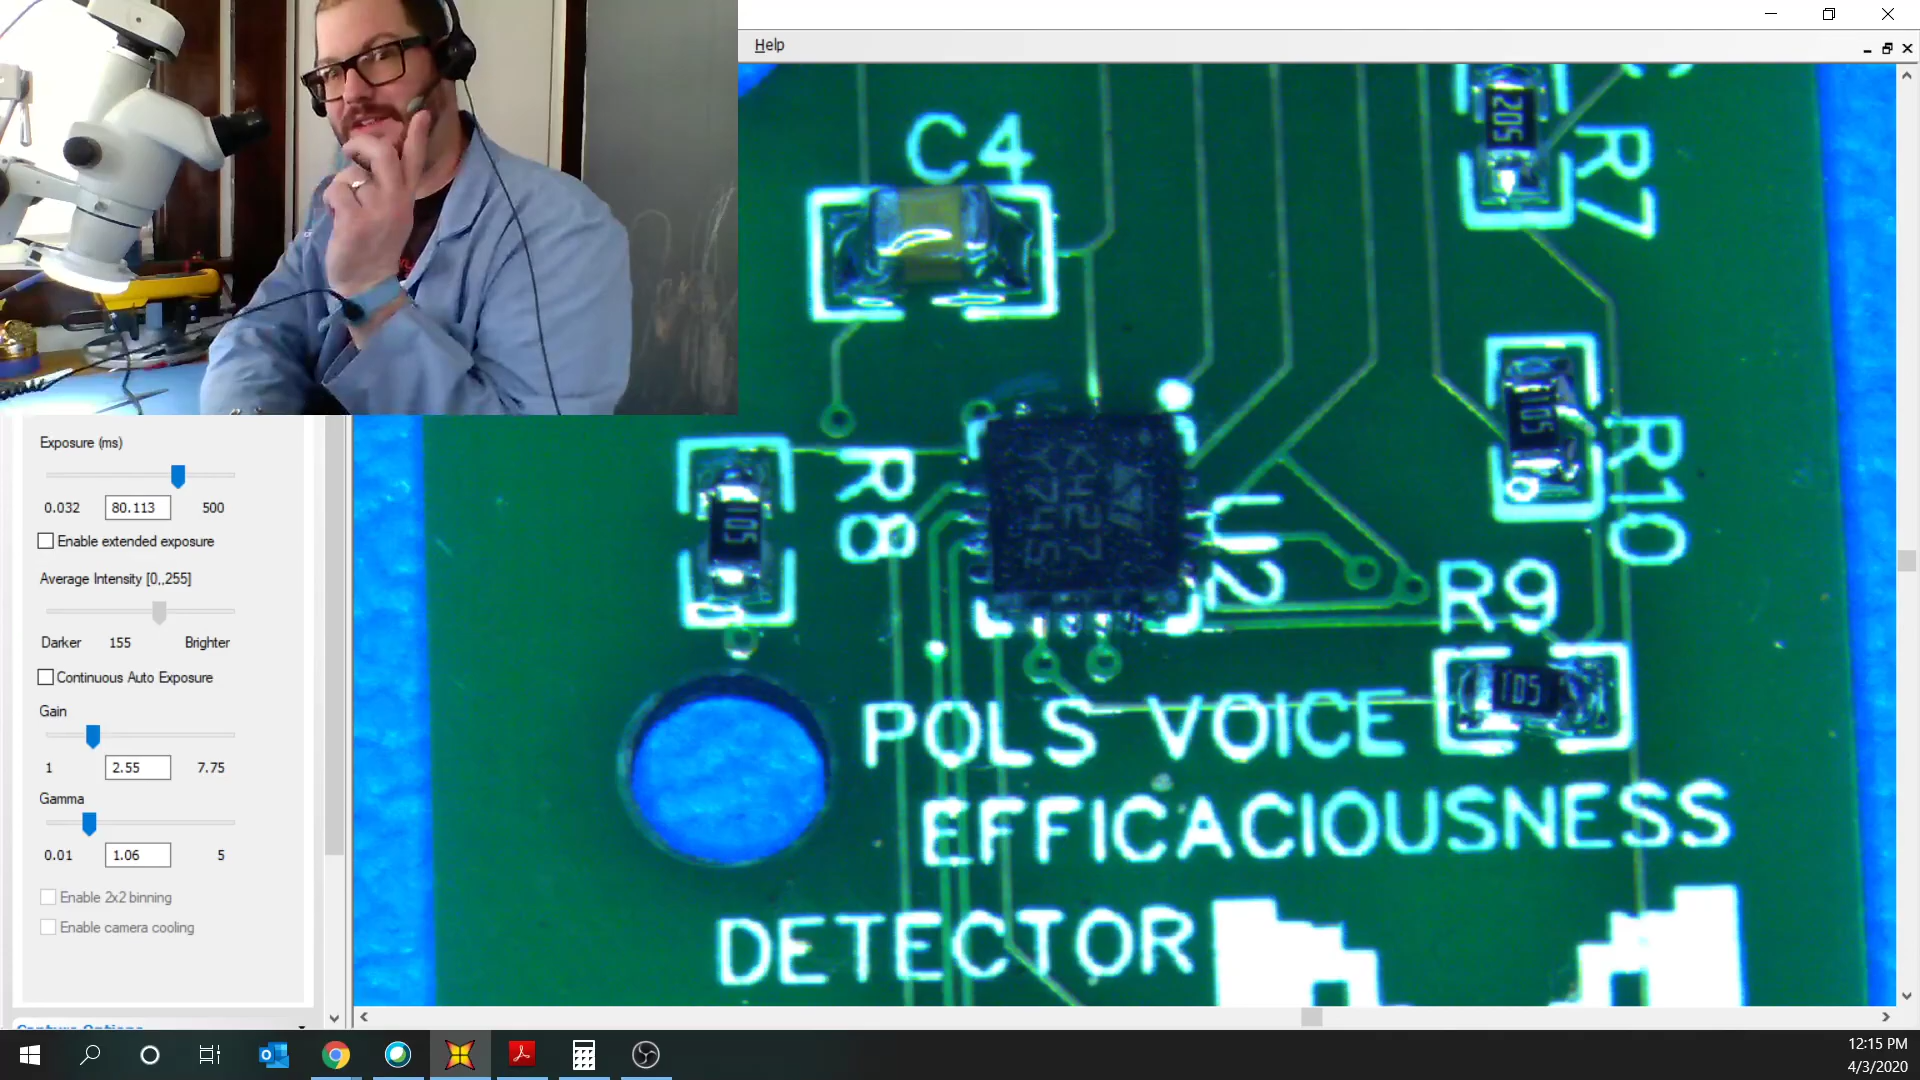 Help
C4
205
R7
105
R10
R8
105
K427
Y745
U2
R9
105
POLS VOICE
EFFICACIOUSNESS
DETECTOR
Exposure (ms)
0.032 80.113 500
Enable extended exposure
Average Intensity [0,,255]
Darker 155 Brighter
Continuous Auto Exposure
Gain
1 2.55 7.75
Gamma
0.01 1.06 5
Enable 2x2 binning
Enable camera cooling
12:15 PM
4/3/2020